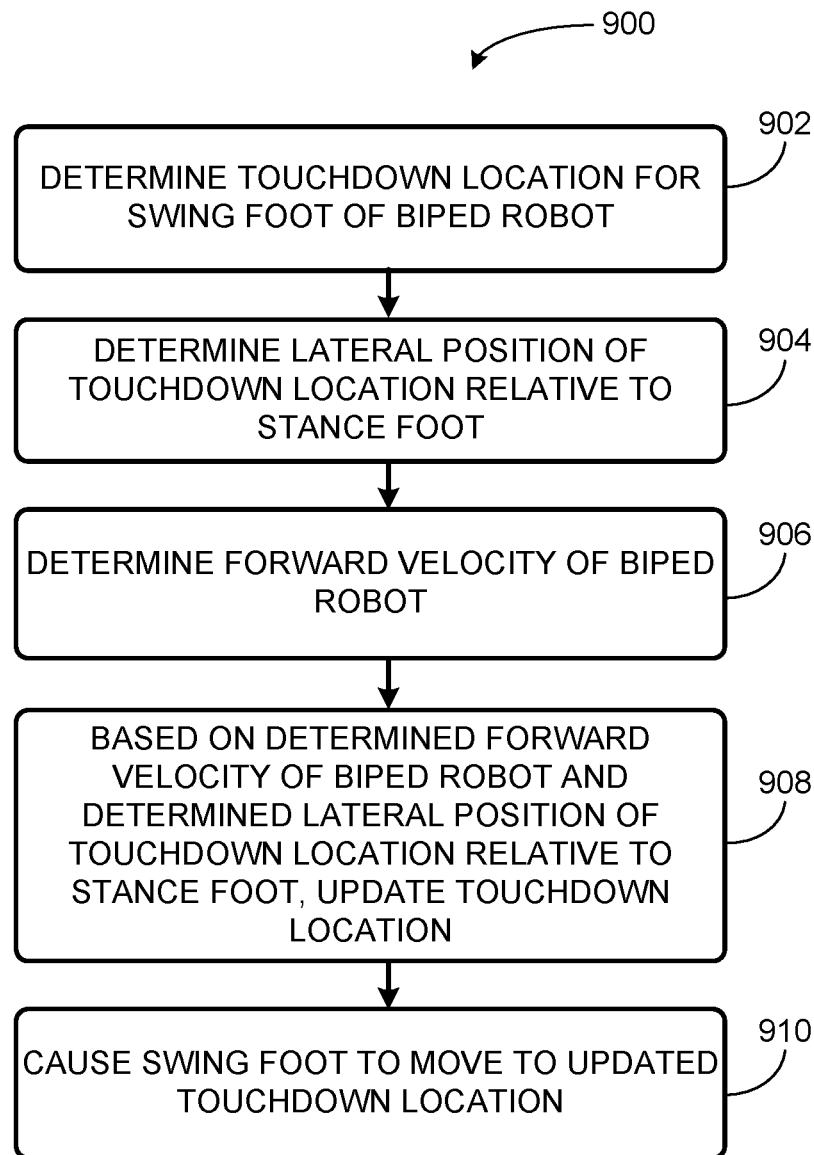 900
902
DETERMINE TOUCHDOWN LOCATION FOR
SWING FOOT OF BIPED ROBOT
904
DETERMINE LATERAL POSITION OF
TOUCHDOWN LOCATION RELATIVE TO
STANCE FOOT
906
DETERMINE FORWARD VELOCITY OF BIPED
ROBOT
908
BASED ON DETERMINED FORWARD
VELOCITY OF BIPED ROBOT AND
DETERMINED LATERAL POSITION OF
TOUCHDOWN LOCATION RELATIVE TO
STANCE FOOT, UPDATE TOUCHDOWN
LOCATION
910
CAUSE SWING FOOT TO MOVE TO UPDATED
TOUCHDOWN LOCATION